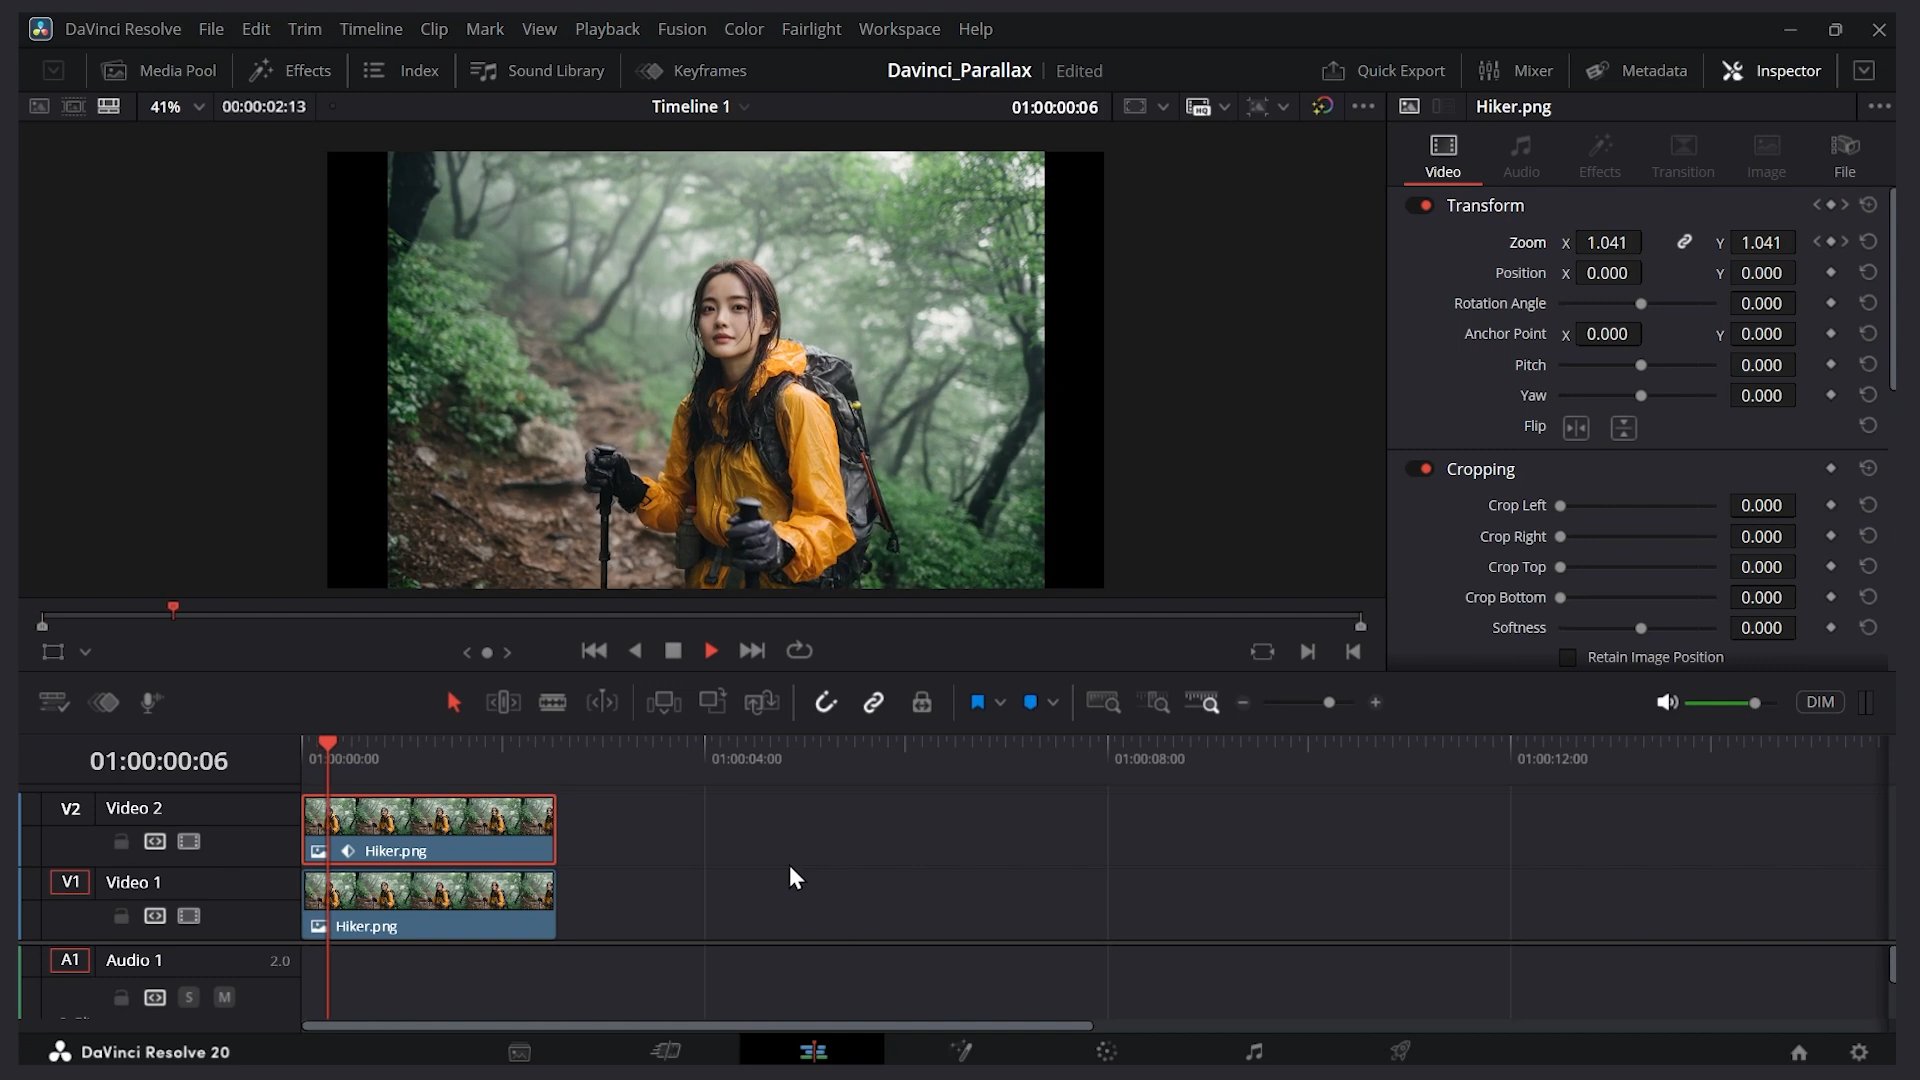 DaVinci Resolve File Edit Trim Timeline Clip Mark View Playback Fusion Color Fairlight Workspace Help
Media Pool Effects Index Sound Library Keyframes Davinci_Parallax Edited Quick Export Mixer Metadata Inspector
41% 00:00:02:13 Timeline 1 01:00:00:06 HQ Hiker.png
Video Audio Effects Transition Image File
Transform
Zoom X 1.041 Y 1.041
Position X 0.000 Y 0.000
Rotation Angle 0.000
Anchor Point X 0.000 Y 0.000
Pitch 0.000
Yaw 0.000
Flip
Cropping
Crop Left 0.000
Crop Right 0.000
Crop Top 0.000
Crop Bottom 0.000
Softness 0.000
Retain Image Position
DIM
01:00:00:06 01:00:00:00 01:00:04:00 01:00:08:00 01:00:12:00
V2 Video 2
Hiker.png
V1 Video 1
Hiker.png
A1 Audio 1 2.0
S M
DaVinci Resolve 20